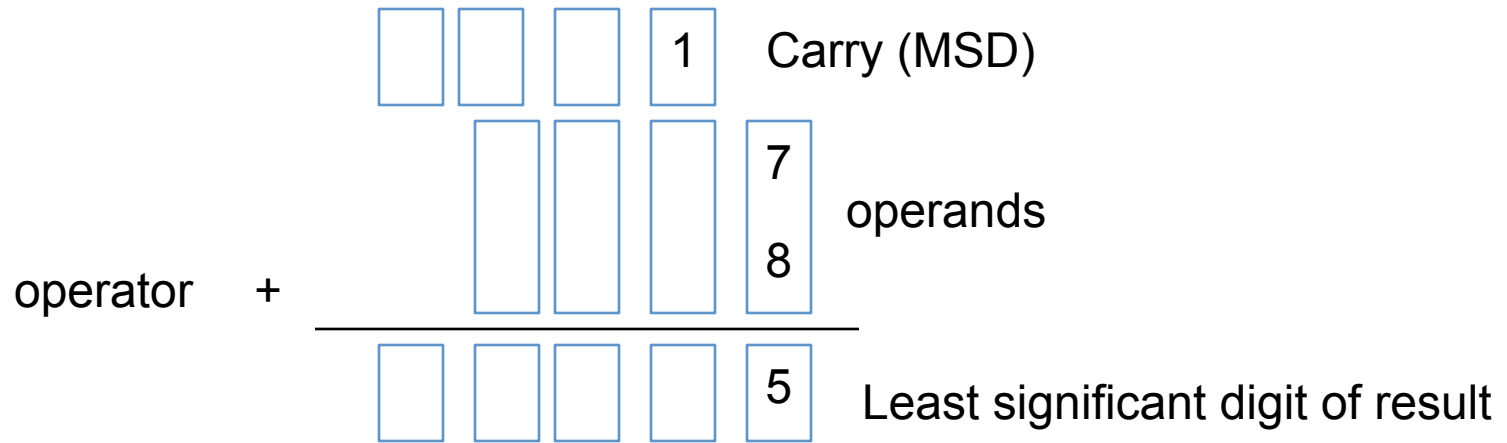 1 Carry (MSD)
7
operands
8
operator +
5
Least significant digit of result